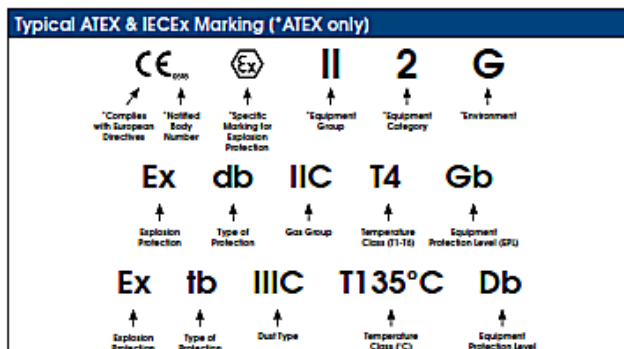 Typical ATEX & IECEx Marking (*ATEX only)
CE Ex II 2 G
*Complies with European Directives
*Notified Body Number
*Specific Marking for Explosion Protection
*Equipment Group
*Equipment Category
*Environment
Ex db IIC T4 Gb
Explosion Protection
Type of Protection
Gas Group
Temperature Class (T1-T6)
Equipment Protection Level (EPL)
Ex tb IIIC T135°C Db
Explosion Protection
Type of Protection
Dust Type
Temperature Class (°C)
Equipment Protection Level